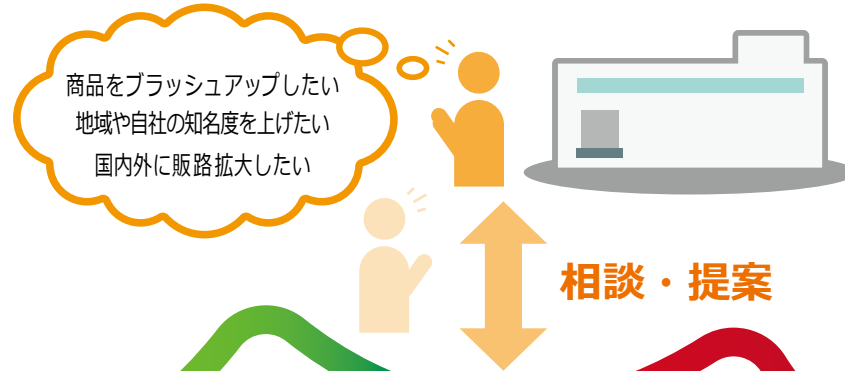 商品をブラッシュアップしたい
地域や自社の知名度を上げたい
国内外に販路拡大したい
相談・提案